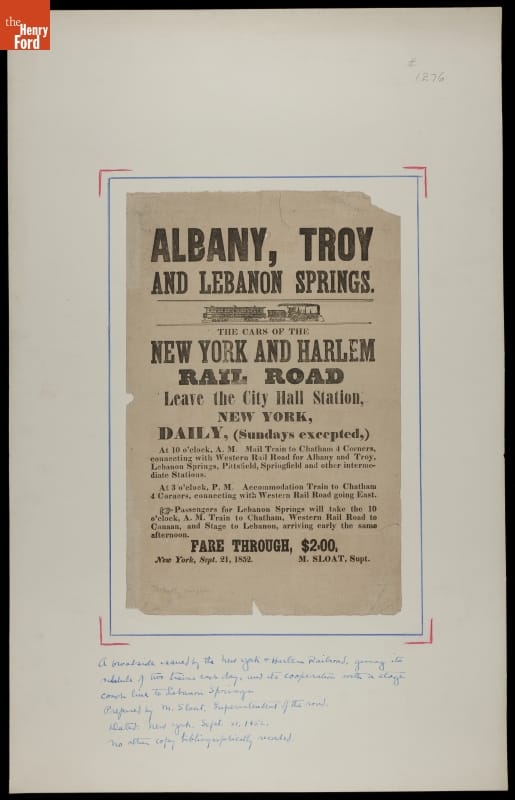 the
Henry
Ford
#
1276
ALBANY, TROY
AND LEBANON SPRINGS.
THE CARS OF THE
NEW YORK AND HARLEM
RAIL ROAD
Leave the City Hall Station,
NEW YORK,
DAILY, (Sundays excepted,)
At 10 o'clock, A. M. Mail Train to Chatham 4 Corners,
connecting with Western Rail Road for Albany and Troy,
Lebanon Springs, Pittsfield, Springfield and other interme-
diate Stations.
At 3 o'clock, P. M. Accommodation Train to Chatham
4 Corners, connecting with Western Rail Road going East.
☞Passengers for Lebanon Springs will take the 10
o'clock, A. M. Train to Chatham, Western Rail Road to
Canaan, and Stage to Lebanon, arriving early the same
afternoon.
FARE THROUGH, $2.00,
New York, Sept. 21, 1852. M. SLOAT, Supt.
A broadside issued by the New York & Harlem Railroad, giving its
schedule of two trains each day, and its cooperation with a stage
coach line to Lebanon Springs
Prepared by M. Sloat, Superintendent of the road.
Dated: New York. Sept. 21, 1852.
No other copy bibliographically recorded.